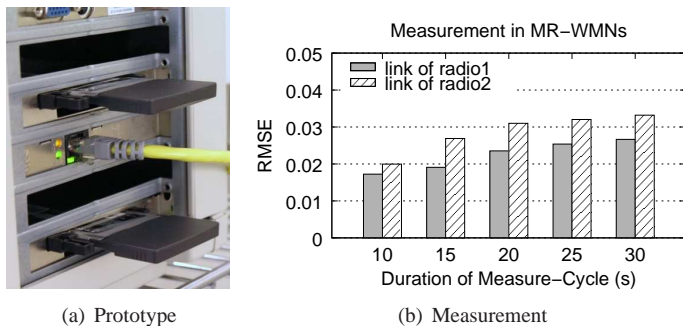 Measurement in MR−WMNs
0.05
0.04
0.03
0.02
0.01
0
RMSE
link of radio1
link of radio2
10 15 20 25 30
Duration of Measure−Cycle (s)
(a) Prototype
(b) Measurement